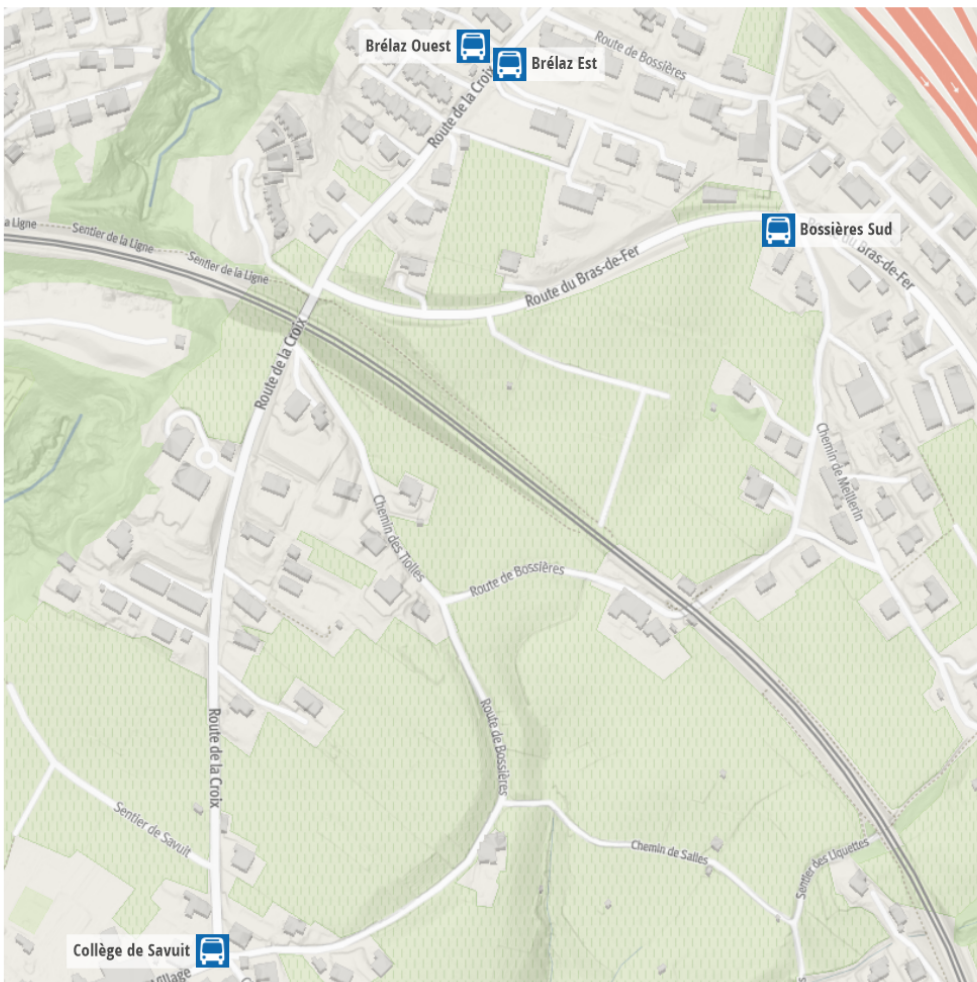 Brélaz Ouest
Brélaz Est
Route de Bossières
Route de la Croix
a Ligne
Sentier de la Ligne
Sentier de la Ligne
Bossières Sud
du Bras-de-Fer
Route du Bras-de-Fer
Route de la Croix
Chemin de Meillerin
Chemin des Tiolles
Route de Bossières
Route de Bossières
Route de la Croix
Sentier de Savuit
Chemin de Salles
Sentier des Liquettes
Collège de Savuit
illage